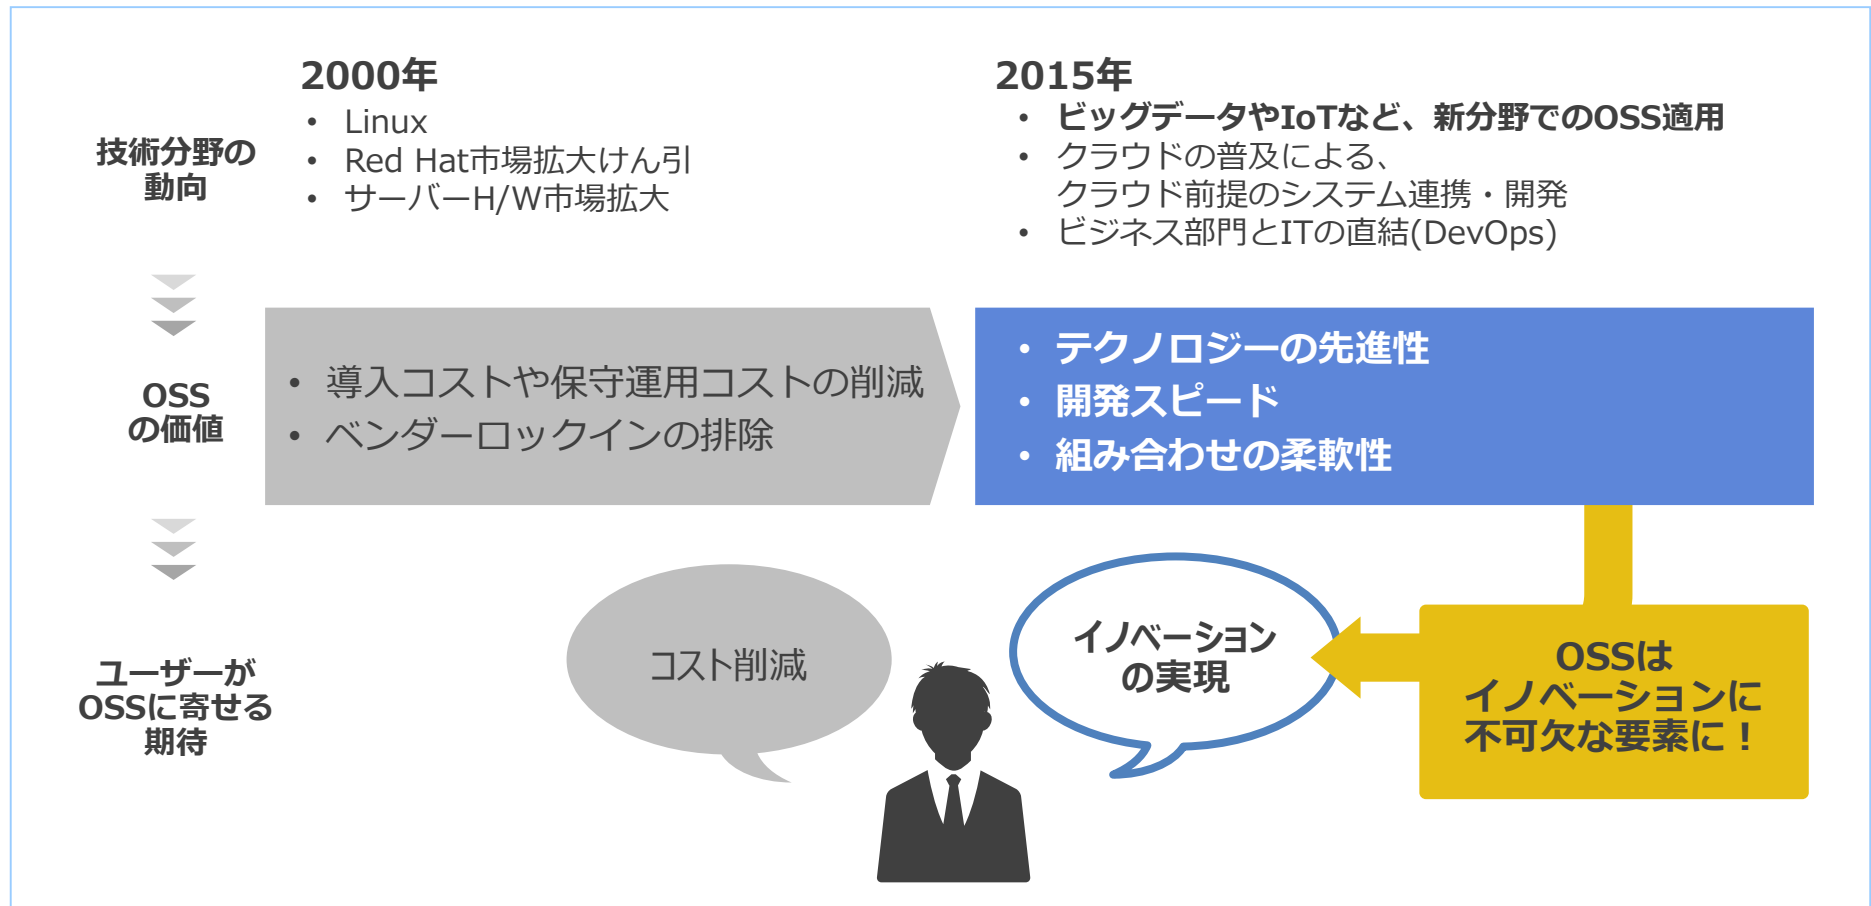 2000年
• Linux
• Red Hat市場拡大けん引
• サーバーH/W市場拡大
2015年
• ビッグデータやIoTなど、新分野でのOSS適用
• クラウドの普及による、
クラウド前提のシステム連携・開発
• ビジネス部門とITの直結(DevOps)
技術分野の
動向
OSS
の価値
• 導入コストや保守運用コストの削減
• ベンダーロックインの排除
• テクノロジーの先進性
• 開発スピード
• 組み合わせの柔軟性
ユーザーが
OSSに寄せる
期待
コスト削減
イノベーション
の実現
OSSは
イノベーションに
不可欠な要素に！